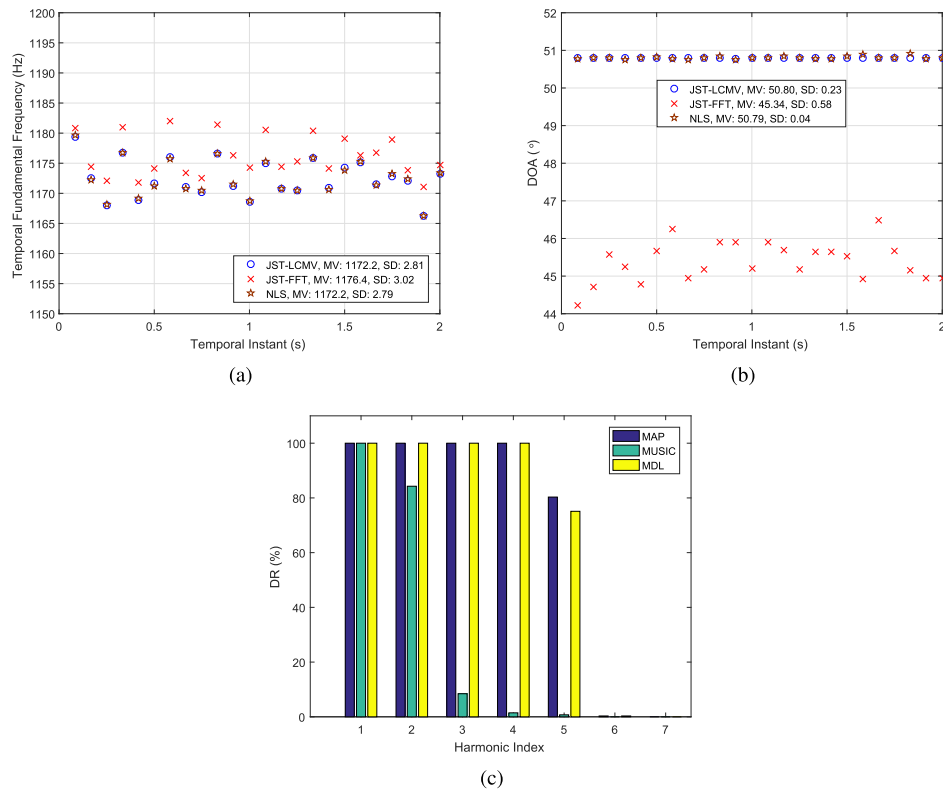 1200
1190
1180
1175
1170
1165
1160
1155
1150
1185
1195
Temporal Fundamental Frequency (Hz)
0
0.5
1
1.5
2
Temporal Instant (s)
JST-LCMV, MV: 1172.2, SD: 2.81
JST-FFT, MV: 1176.4, SD: 3.02
NLS, MV: 1172.2, SD: 2.79
(a)
52
51
50
49
48
47
46
45
44
DOA (°)
JST-LCMV, MV: 50.80, SD: 0.23
JST-FFT, MV: 45.34, SD: 0.58
NLS, MV: 50.79, SD: 0.04
0
0.5
1
1.5
2
Temporal Instant (s)
(b)
100
80
60
40
20
0
DR (%)
MAP
MUSIC
MDL
1
2
3
4
5
6
7
Harmonic Index
(c)